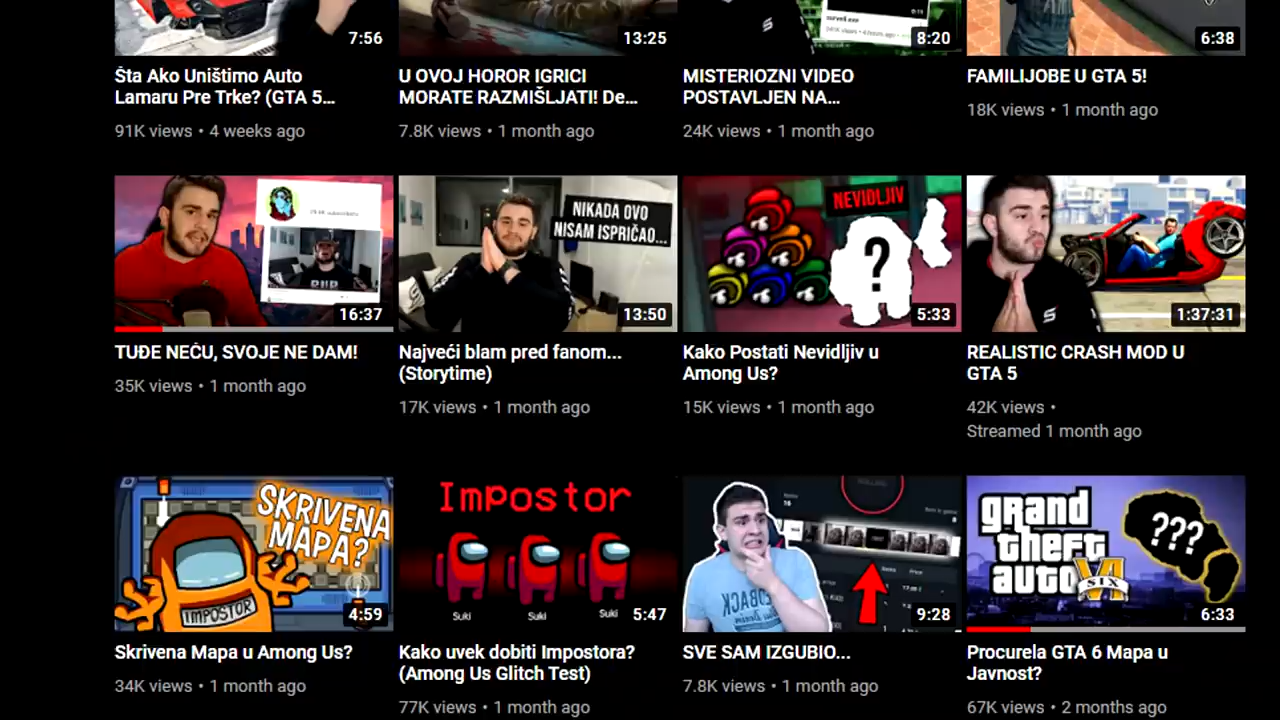 7:56
13:25
8:20
6:38
Šta Ako Uništimo Auto
Lamaru Pre Trke? (GTA 5...
91K views • 4 weeks ago
U OVOJ HOROR IGRICI
MORATE RAZMIŠLJATI! De...
7.8K views • 1 month ago
MISTERIOZNI VIDEO
POSTAVLJEN NA...
24K views • 1 month ago
FAMILIJOBE U GTA 5!
18K views • 1 month ago
16:37
NIKADA OVO
NISAM ISPRIČAO...
13:50
NEVIDLJIV
?
5:33
1:37:31
TUĐE NEĆU, SVOJE NE DAM!
35K views • 1 month ago
Najveći blam pred fanom...
(Storytime)
17K views • 1 month ago
Kako Postati Nevidljiv u
Among Us?
15K views • 1 month ago
REALISTIC CRASH MOD U
GTA 5
42K views •
Streamed 1 month ago
SKRIVENA
MAPA?
IMPOSTOR
4:59
Impostor
Suki
Suki
Suki
5:47
9:28
grand
theft
auto
VI
SIX
???
6:33
Skrivena Mapa u Among Us?
34K views • 1 month ago
Kako uvek dobiti Impostora?
(Among Us Glitch Test)
77K views • 1 month ago
SVE SAM IZGUBIO...
7.8K views • 1 month ago
Procurela GTA 6 Mapa u
Javnost?
67K views • 2 months ago